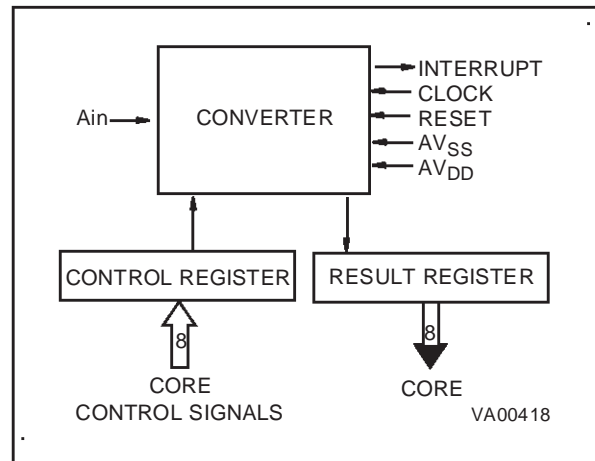 INTERRUPT
CLOCK
Ain
CONVERTER
RESET
AVSS
AVDD
CONTROL REGISTER
RESULT REGISTER
8
8
CORE
CONTROL SIGNALS
CORE
VA00418